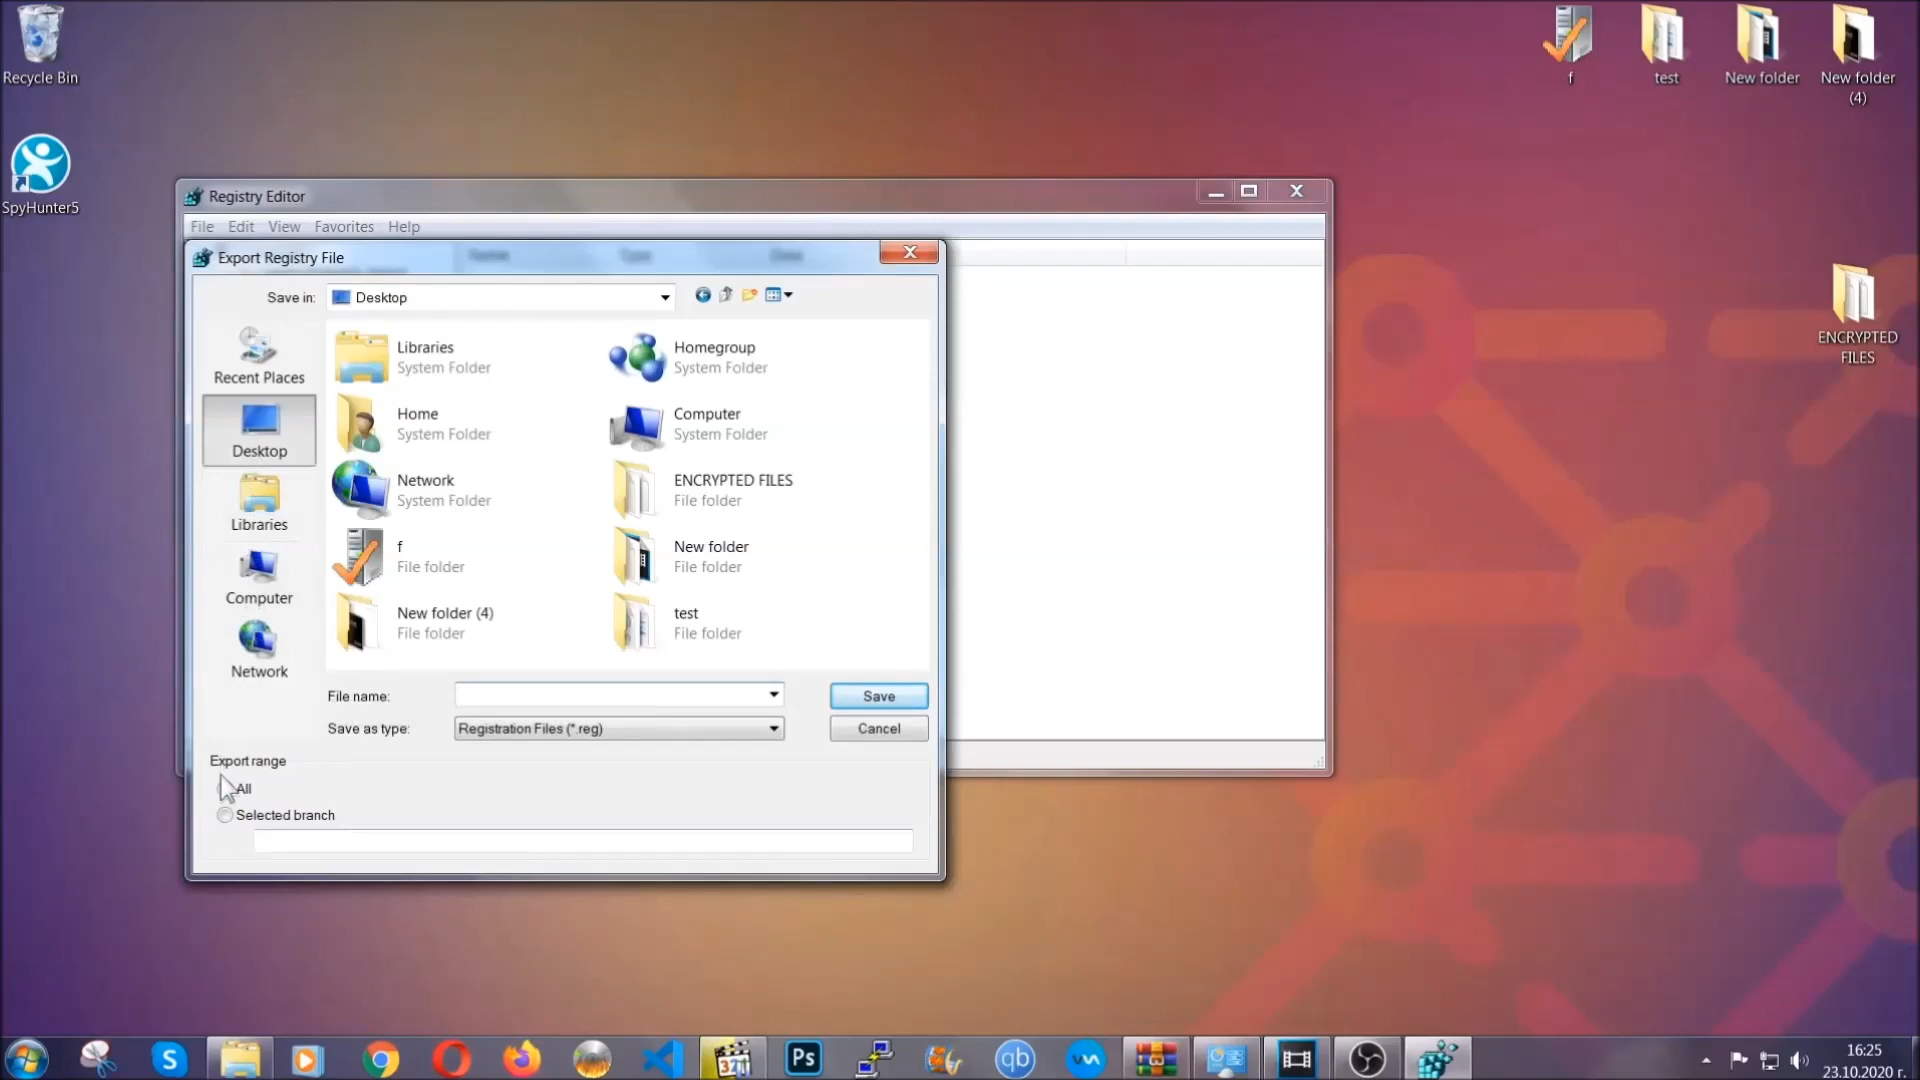 Recycle Bin
SpyHunter5
f
test
New folder
New folder
(4)
ENCRYPTED
FILES
Registry Editor
File Edit View Favorites Help
Export Registry File
Save in: Desktop
Recent Places
Desktop
Libraries
Computer
Network
Libraries
System Folder
Homegroup
System Folder
Home
System Folder
Computer
System Folder
Network
System Folder
ENCRYPTED FILES
File folder
f
File folder
New folder
File folder
New folder (4)
File folder
test
File folder
File name:
Save
Save as type: Registration Files (*.reg)
Cancel
Export range
All
Selected branch
S
321
Ps
qb
16:25
23.10.2020 г.